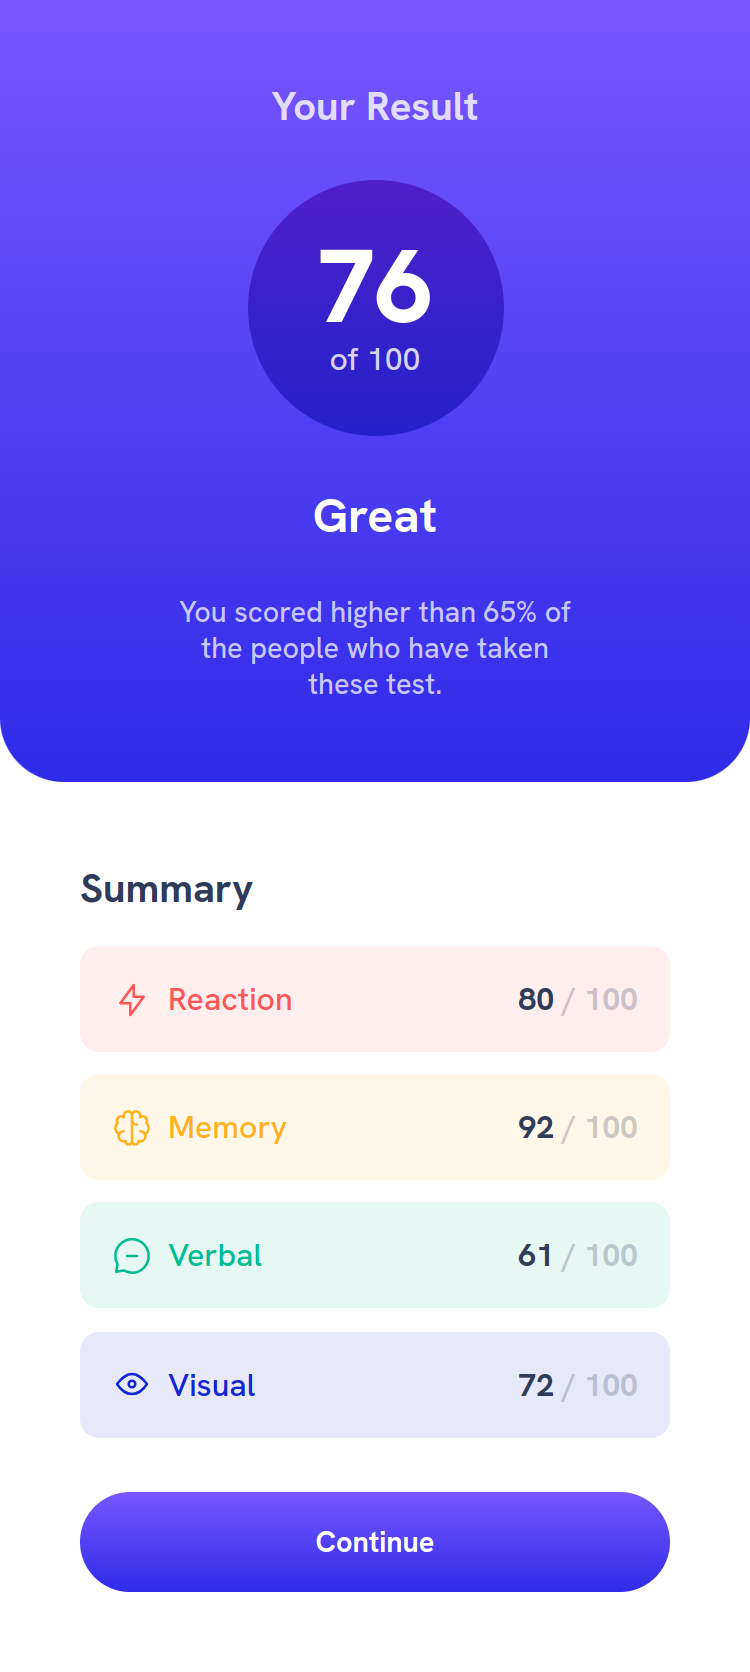 Your Result
76
of 100
Great
You scored higher than 65% of
the people who have taken
these test.
Summary
Reaction 80 / 100
Memory 92 / 100
Verbal 61 / 100
Visual 72 / 100
Continue